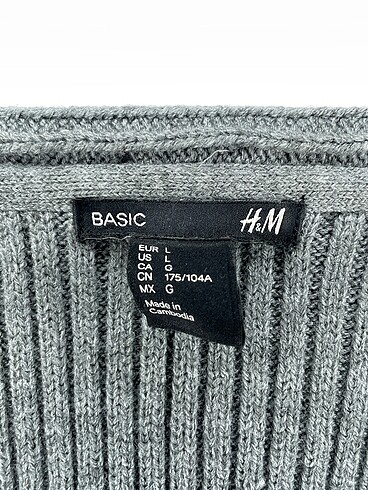 BASIC H&M
EUR L
US L
CA G
CN 175/104A
MX G
Made in
Cambodia